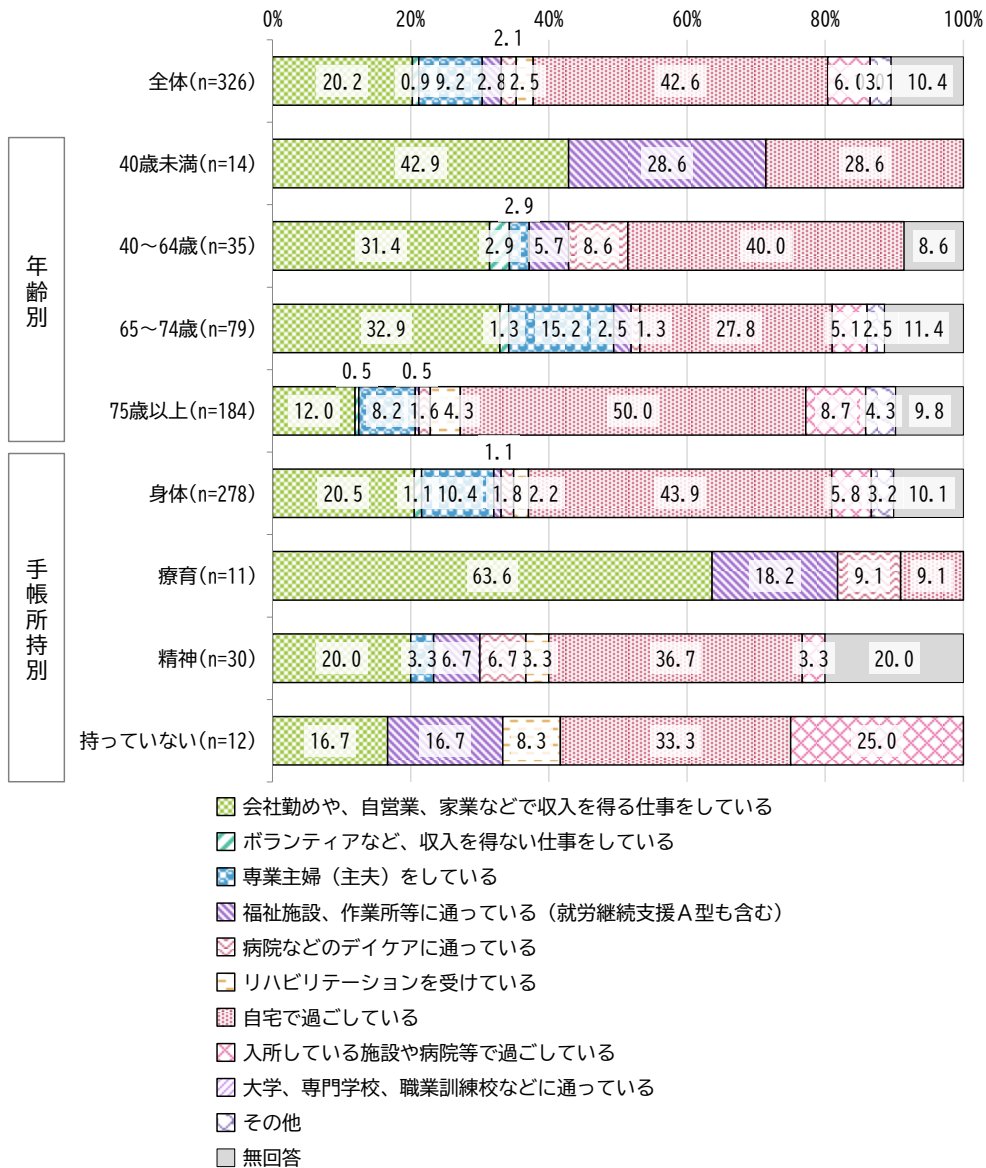 0% 20% 40% 60% 80% 100%
2.1
全体(n=326) 20.2 0.9 9.2 2.8 2.5 42.6 6.0 3.1 10.4
年齢別
40歳未満(n=14) 42.9 28.6 28.6
2.9
40～64歳(n=35) 31.4 2.9 5.7 8.6 40.0 8.6
65～74歳(n=79) 32.9 1.3 15.2 2.5 1.3 27.8 5.1 2.5 11.4
0.5 0.5
75歳以上(n=184) 12.0 8.2 1.6 4.3 50.0 8.7 4.3 9.8
手帳所持別
1.1
身体(n=278) 20.5 1.1 10.4 1.8 2.2 43.9 5.8 3.2 10.1
療育(n=11) 63.6 18.2 9.1 9.1
精神(n=30) 20.0 3.3 6.7 6.7 3.3 36.7 3.3 20.0
持っていない(n=12) 16.7 16.7 8.3 33.3 25.0
会社勤めや、自営業、家業などで収入を得る仕事をしている
ボランティアなど、収入を得ない仕事をしている
専業主婦（主夫）をしている
福祉施設、作業所等に通っている（就労継続支援Ａ型も含む）
病院などのデイケアに通っている
リハビリテーションを受けている
自宅で過ごしている
入所している施設や病院等で過ごしている
大学、専門学校、職業訓練校などに通っている
その他
無回答